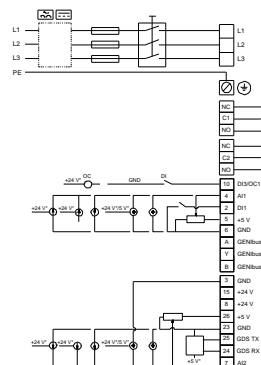 L1
L1
L2
L2
L3
L3
PE
NC
C1
NO
NC
C2
NO
+24 V* OC GND DI
10 DI3/OC1
4 AI1
2 DI1
+24 V* +24 V* +24 V*/5 V*
5 +5 V
6 GND
A GENIbus
Y GENIbus
B GENIbus
3 GND
15 +24 V
8 +24 V
26 +5 V
23 GND
25 GDS TX
24 GDS RX
+24 V* +24 V* +24 V*/5 V*
+5 V*
7 AI2